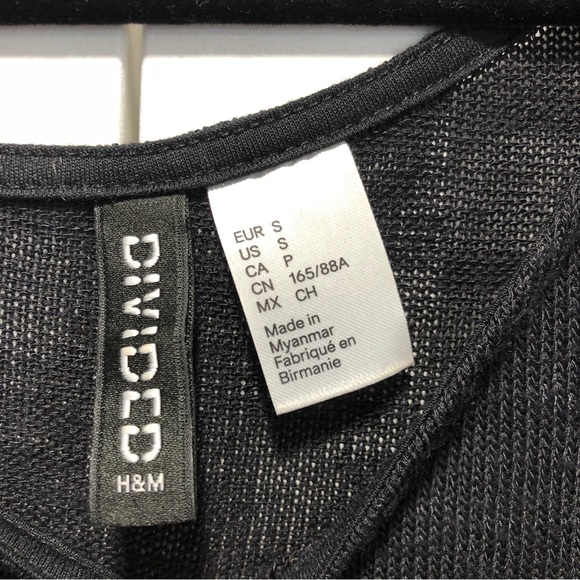 DIVIDED
H&M
EUR S
US S
CA P
CN 165/88A
MX CH
Made in
Myanmar
Fabriqué en
Birmanie